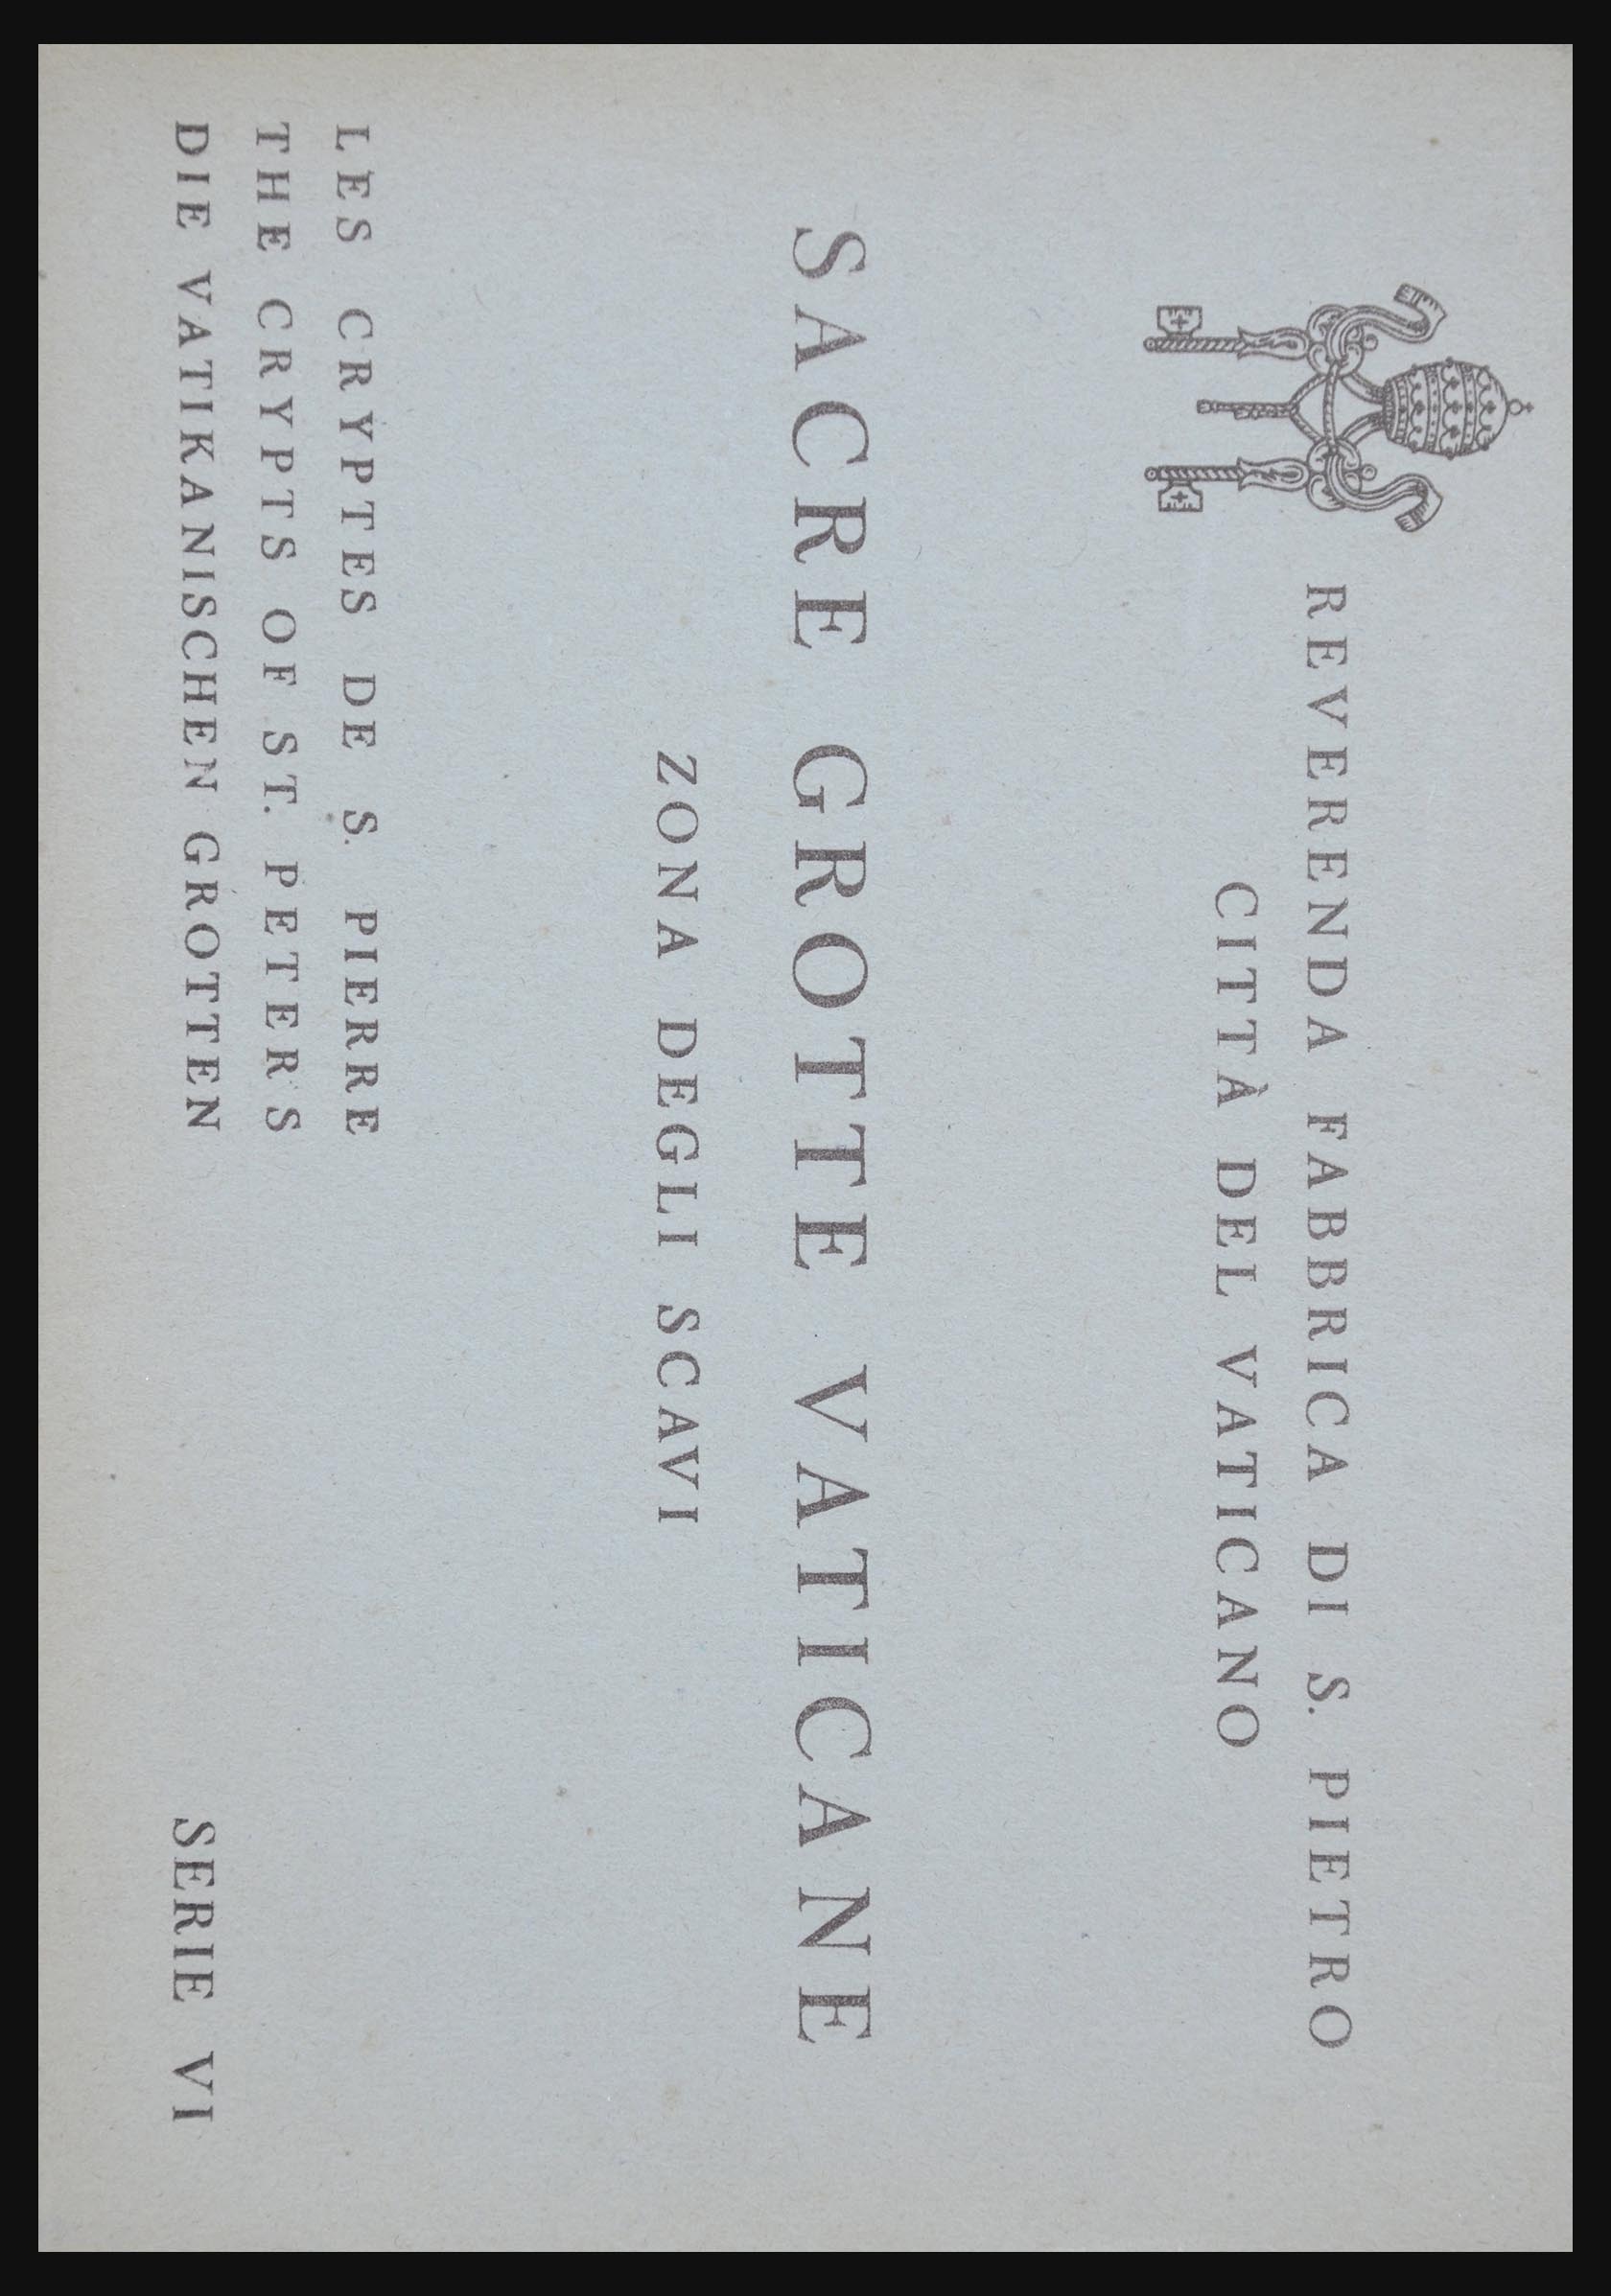 REVERENDA FABBRICA DI S. PIETRO
CITTÀ DEL VATICANO
SACRE GROTTE VATICANE
ZONA DEGLI SCAVI
LES CRYPTES DE S. PIERRE
THE CRYPTS OF ST. PETERS
DIE VATIKANISCHEN GROTTEN
SERIE VI